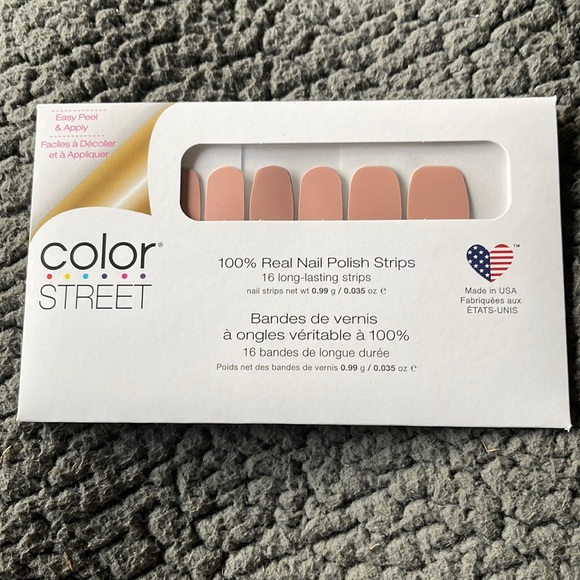 Easy Peel
& Apply
Faciles à Décoller
et à Appliquer
color®
STREET
100% Real Nail Polish Strips
16 long-lasting strips
nail strips net wt 0.99 g / 0.035 oz ℮
Bandes de vernis
à ongles véritable à 100%
16 bandes de longue durée
Poids net des bandes de vernis 0.99 g / 0.035 oz ℮
™
Made in USA
Fabriquées aux
ÉTATS-UNIS